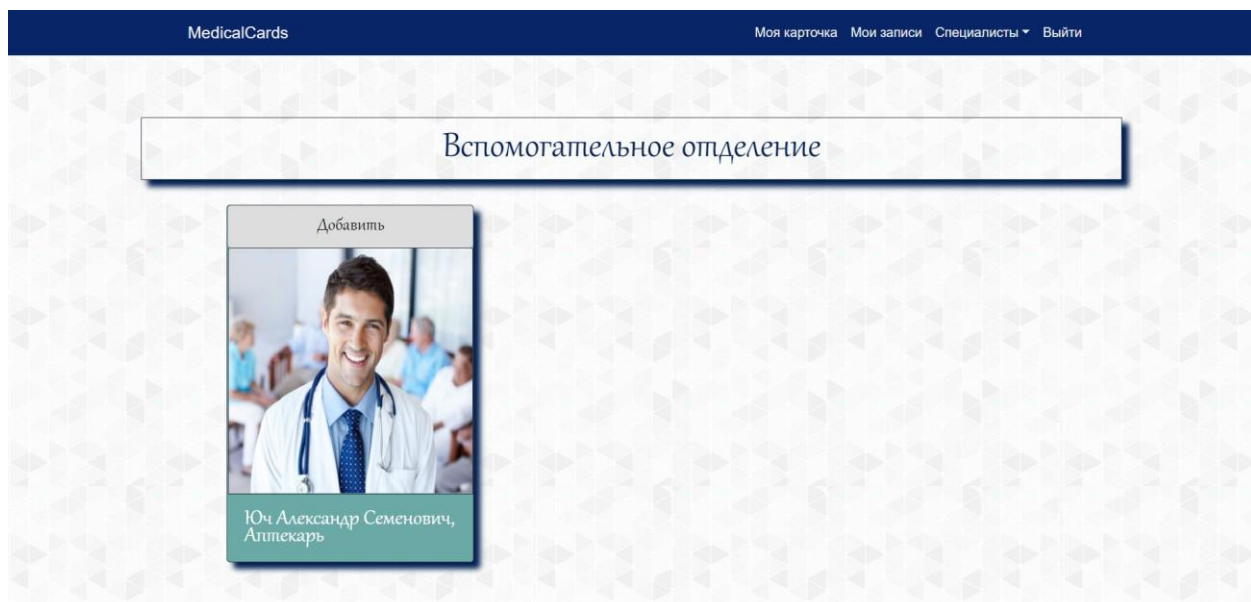 MedicalCards
Моя карточка Мои записи Специалисты Выйти
Вспомогательное отделение
Добавить
Юч Александр Семенович,
Аптекарь